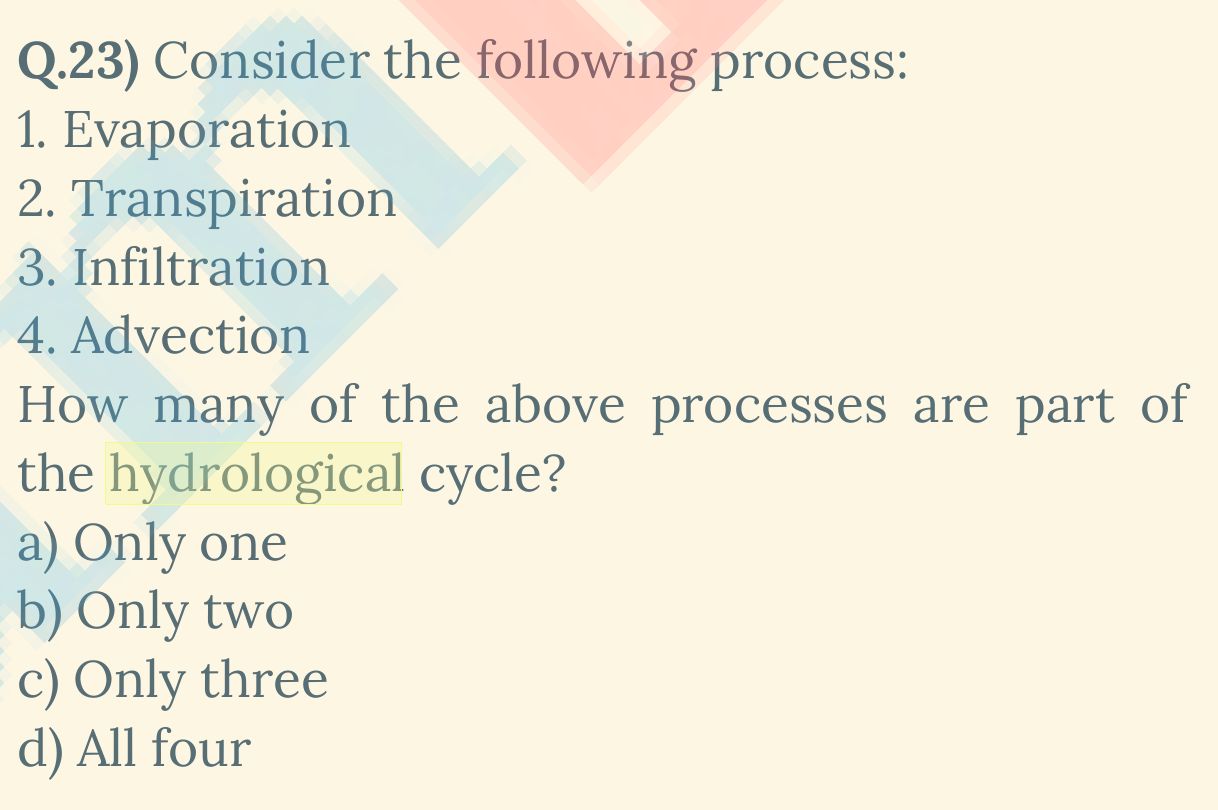 Q.23) Consider the following process:
1. Evaporation
2. Transpiration
3. Infiltration
4. Advection
How many of the above processes are part of
the hydrological cycle?
a) Only one
b) Only two
c) Only three
d) All four